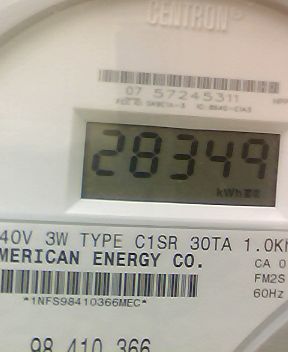 CENTRON®
07 57245311
28349
kWh
40V 3W TYPE C1SR 30TA 1.0K
MERICAN ENERGY CO.
CA 0
FM2S
60Hz
*1NFS98410366MEC*
98 410 366